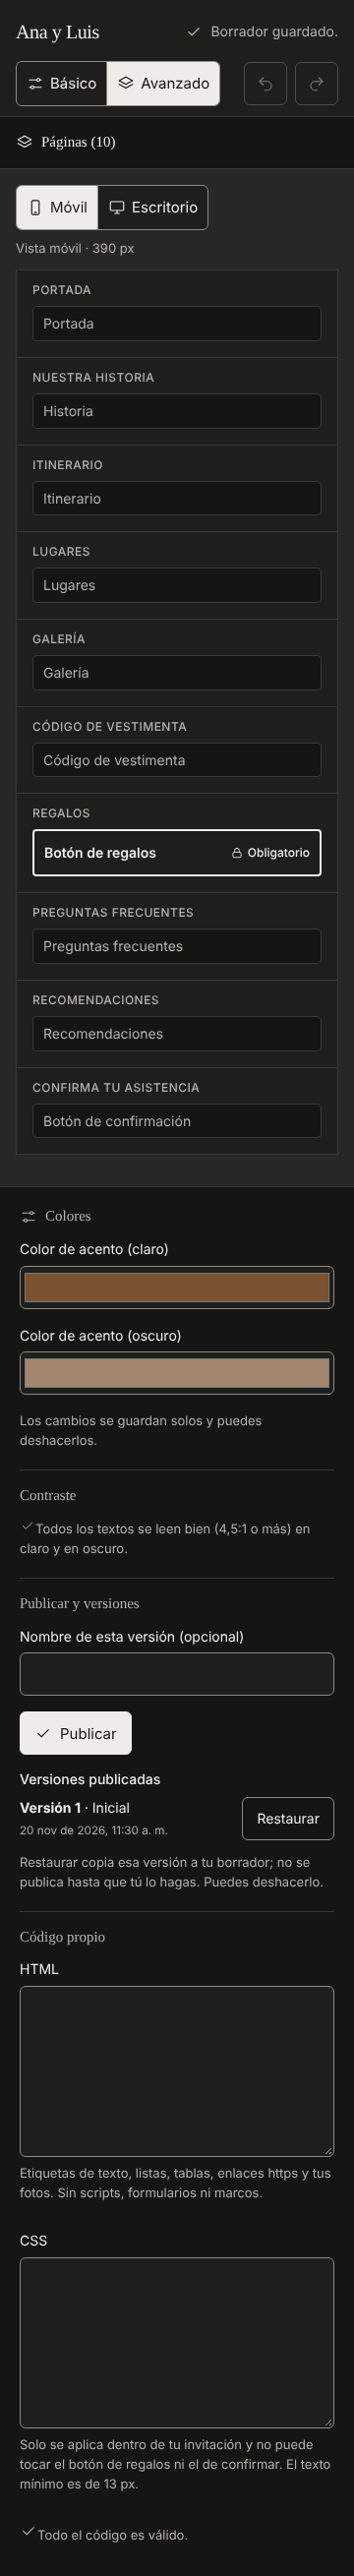 Ana y Luis
Borrador guardado.
Básico
Avanzado
Páginas (10)
Móvil
Escritorio
Vista móvil · 390 px
PORTADA
Portada
NUESTRA HISTORIA
Historia
ITINERARIO
Itinerario
LUGARES
Lugares
GALERÍA
Galería
CÓDIGO DE VESTIMENTA
Código de vestimenta
REGALOS
Botón de regalos
Obligatorio
PREGUNTAS FRECUENTES
Preguntas frecuentes
RECOMENDACIONES
Recomendaciones
CONFIRMA TU ASISTENCIA
Botón de confirmación
Colores
Color de acento (claro)
Color de acento (oscuro)
Los cambios se guardan solos y puedes
deshacerlos.
Contraste
Todos los textos se leen bien (4,5:1 o más) en
claro y en oscuro.
Publicar y versiones
Nombre de esta versión (opcional)
Publicar
Versiones publicadas
Versión 1 · Inicial
20 nov de 2026, 11:30 a. m.
Restaurar
Restaurar copia esa versión a tu borrador; no se
publica hasta que tú lo hagas. Puedes deshacerlo.
Código propio
HTML
Etiquetas de texto, listas, tablas, enlaces https y tus
fotos. Sin scripts, formularios ni marcos.
CSS
Solo se aplica dentro de tu invitación y no puede
tocar el botón de regalos ni el de confirmar. El texto
mínimo es de 13 px.
Todo el código es válido.